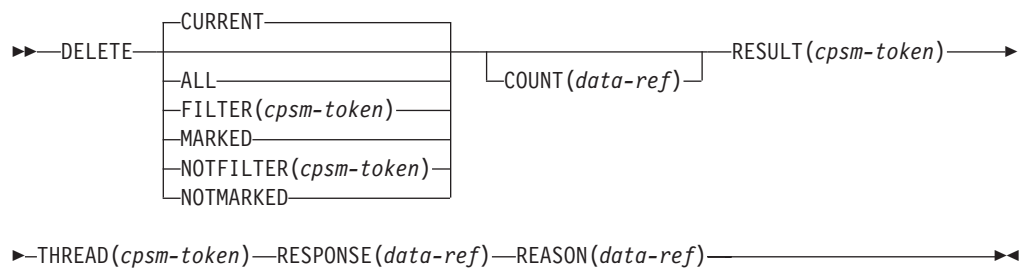 CURRENT
DELETE RESULT(cpsm-token)
ALL COUNT(data-ref)
FILTER(cpsm-token)
MARKED
NOTFILTER(cpsm-token)
NOTMARKED
THREAD(cpsm-token) RESPONSE(data-ref) REASON(data-ref)